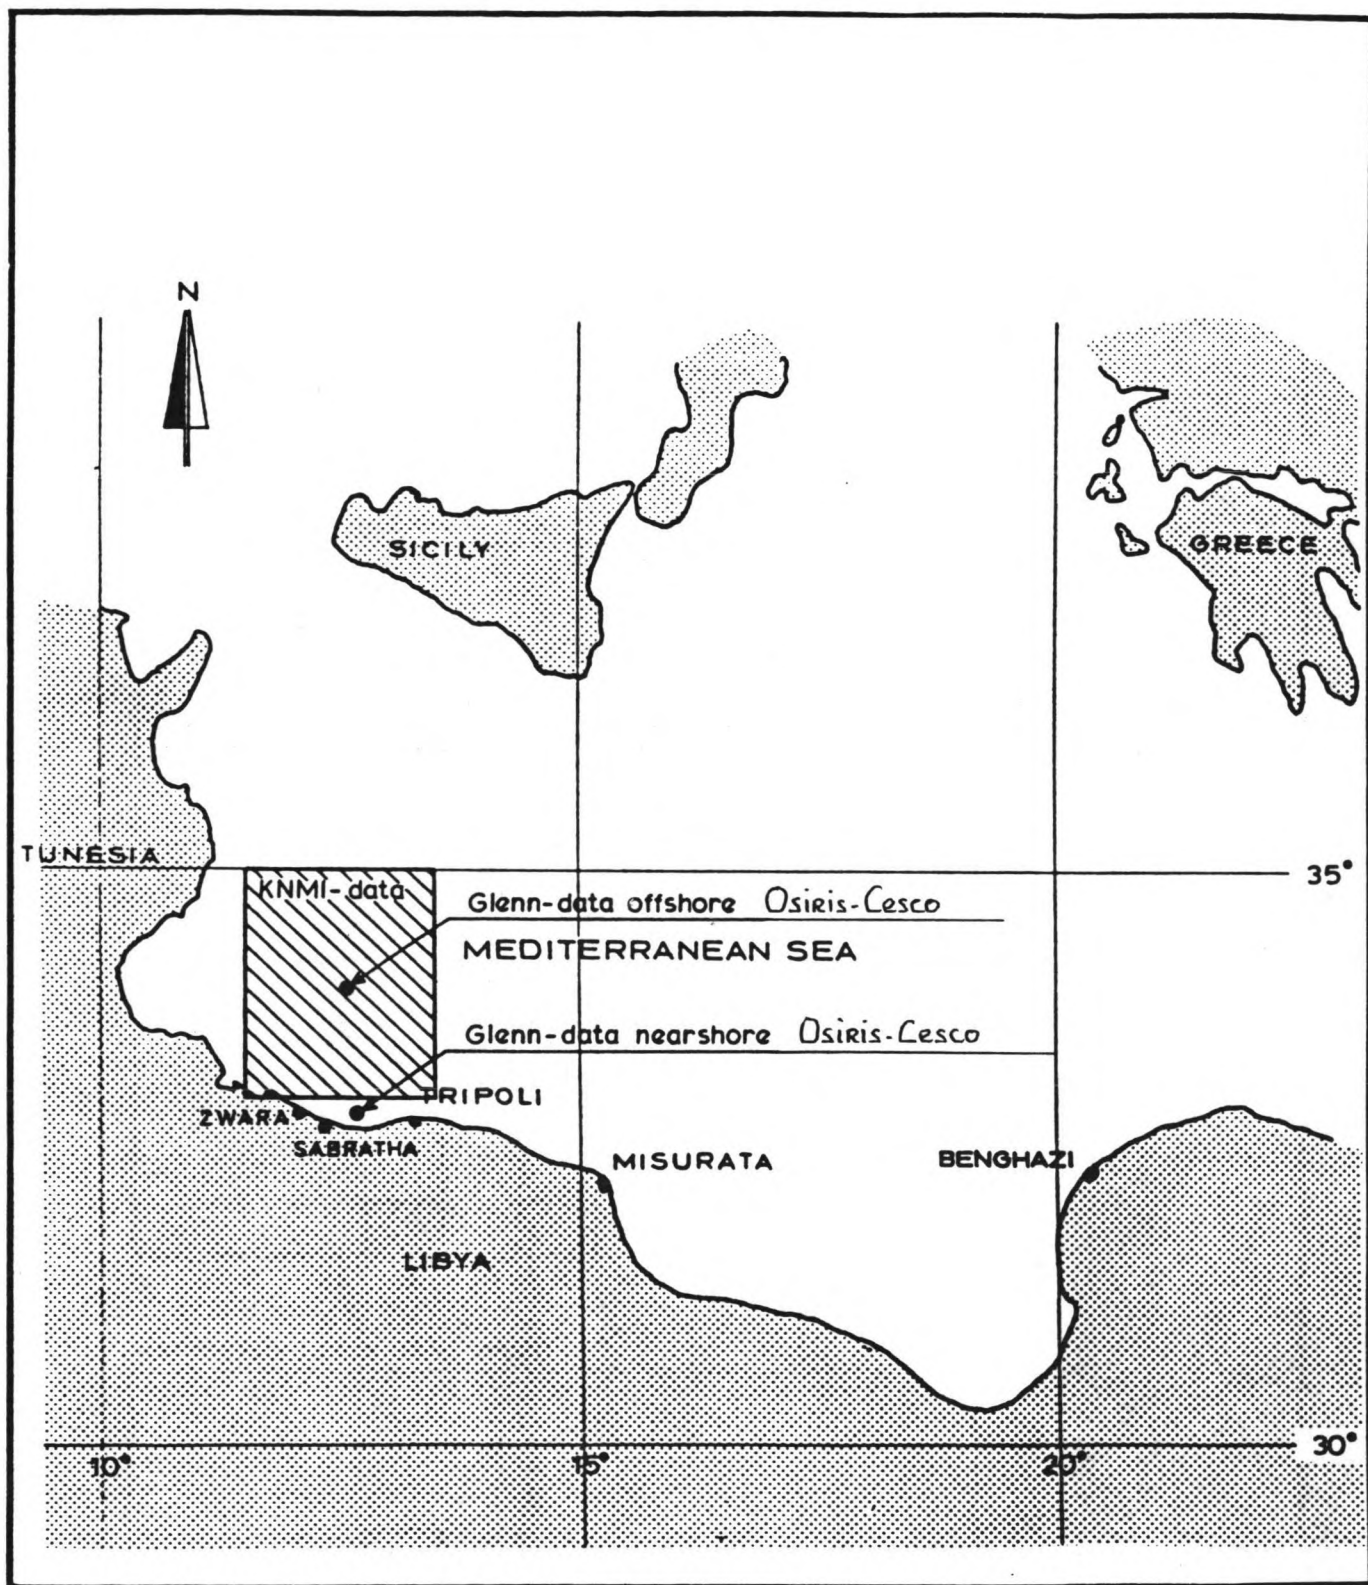 N
SICILY
GREECE
TUNESIA
35°
KNMI-data
Glenn-data offshore Osiris-Cesco
MEDITERRANEAN SEA
Glenn-data nearshore Osiris-Cesco
TRIPOLI
ZWARA
SABRATHA
MISURATA
BENGHAZI
LIBYA
30°
10°
15°
20°